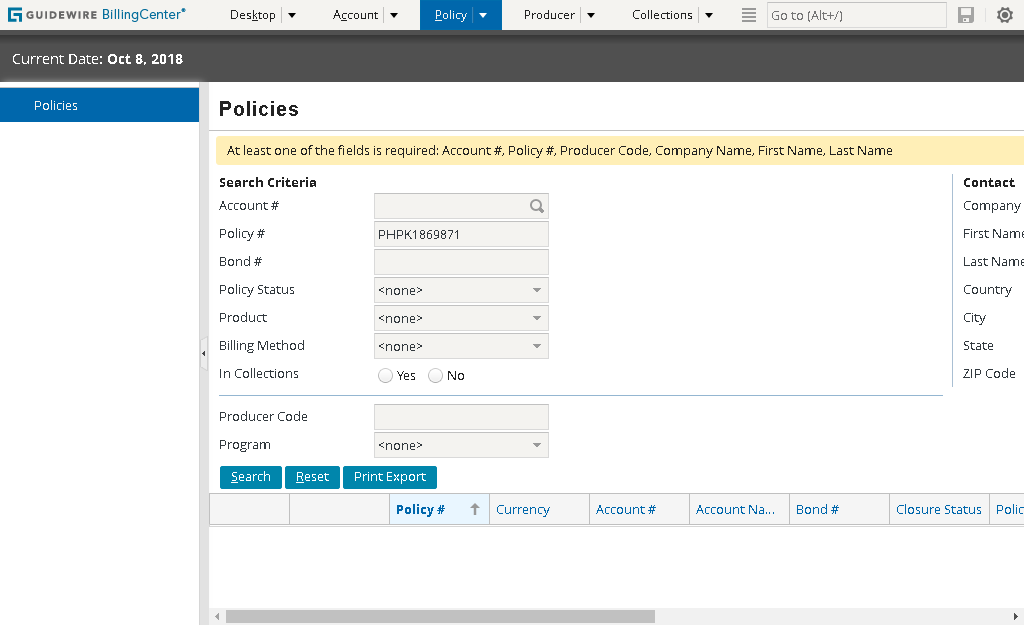 GUIDEWIRE BillingCenter® Desktop Account Policy Producer Collections Go to (Alt+/)
Current Date: Oct 8, 2018
Policies
Policies
At least one of the fields is required: Account #, Policy #, Producer Code, Company Name, First Name, Last Name
Search Criteria Contact
Account # Company
Policy # PHPK1869871 First Name
Bond # Last Name
Policy Status <none> Country
Product <none> City
Billing Method <none> State
In Collections Yes No ZIP Code
Producer Code
Program <none>
Search Reset Print Export
Policy # Currency Account # Account Na... Bond # Closure Status Polic